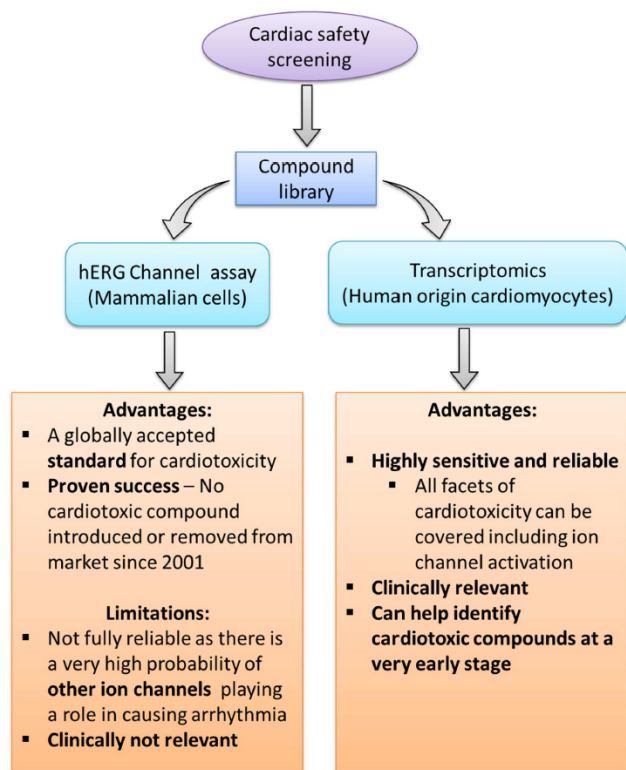 Cardiac safety
screening
Compound
library
hERG Channel assay
(Mammalian cells)
Transcriptomics
(Human origin cardiomyocytes)
Advantages:
▪ A globally accepted
standard for cardiotoxicity
▪ Proven success – No
cardiotoxic compound
introduced or removed from
market since 2001
Limitations:
▪ Not fully reliable as there is
a very high probability of
other ion channels playing
a role in causing arrhythmia
▪ Clinically not relevant
Advantages:
▪ Highly sensitive and reliable
▪ All facets of
cardiotoxicity can be
covered including ion
channel activation
▪ Clinically relevant
▪ Can help identify
cardiotoxic compounds at a
very early stage